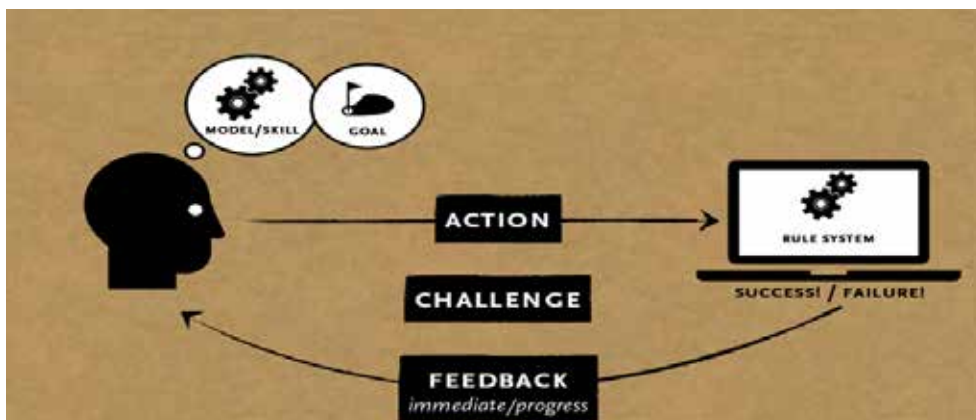 MODEL/SKILL
GOAL
ACTION
RULE SYSTEM
CHALLENGE
SUCCESS! / FAILURE!
FEEDBACK
immediate/progress